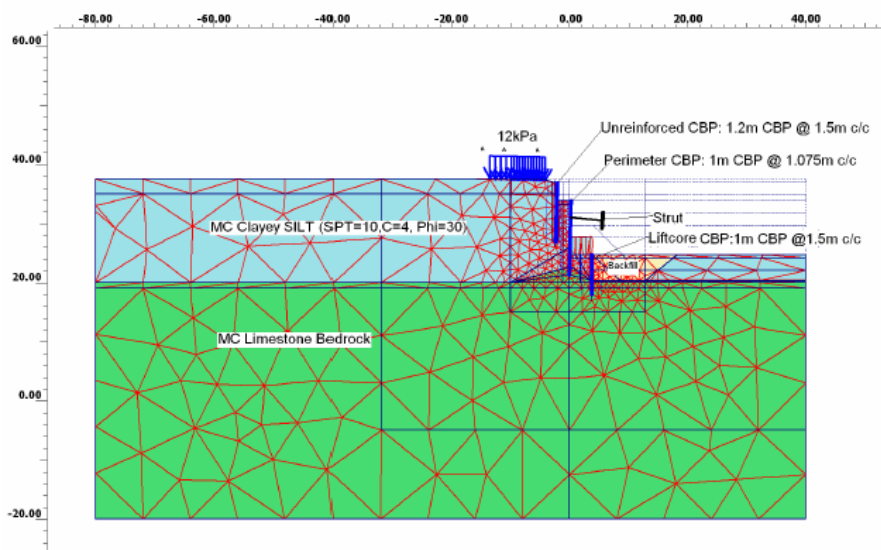 -80.00 -60.00 -40.00 -20.00 0.00 20.00 40.00
60.00
12kPa
Unreinforced CBP: 1.2m CBP @ 1.5m c/c
40.00
Perimeter CBP: 1m CBP @ 1.075m c/c
MC Clayey SILT (SPT=10,C=4, Phi=30)
Strut
Liftcore CBP:1m CBP @1.5m c/c
Backfill
20.00
MC Limestone Bedrock
0.00
-20.00